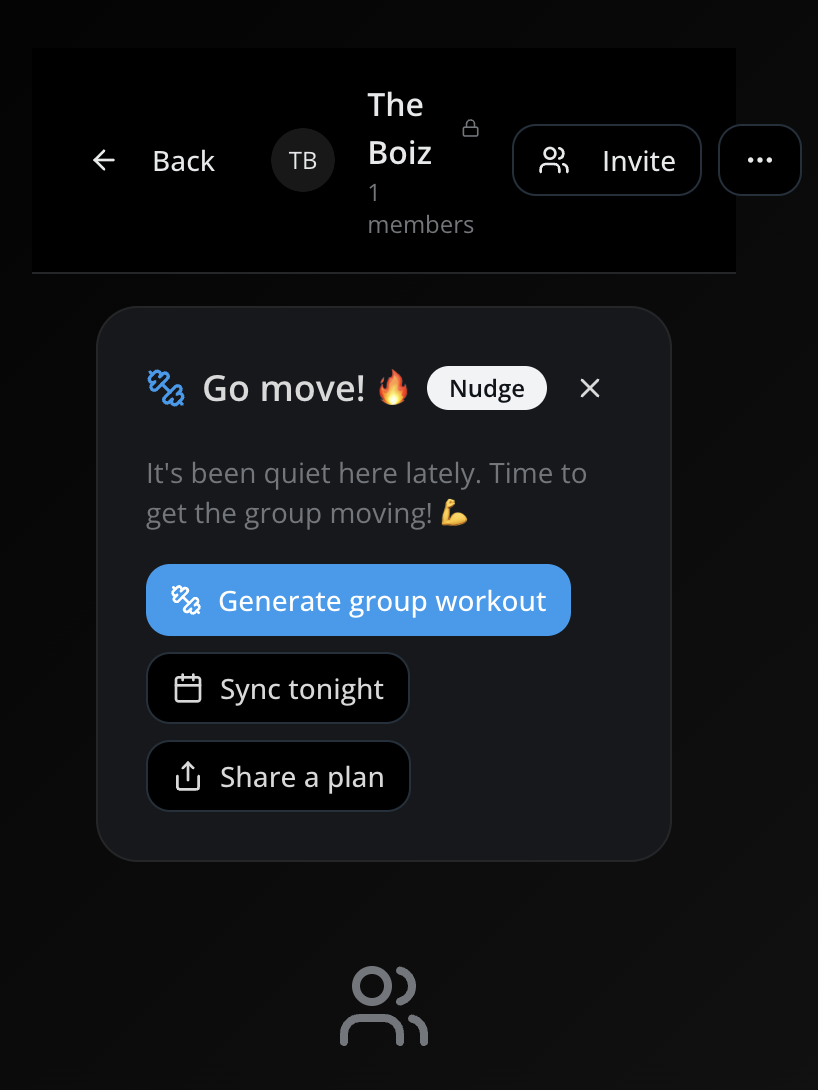 Back
TB
The
Boiz
1
members
Invite
Go move! 🔥
Nudge
It's been quiet here lately. Time to
get the group moving! 💪
Generate group workout
Sync tonight
Share a plan